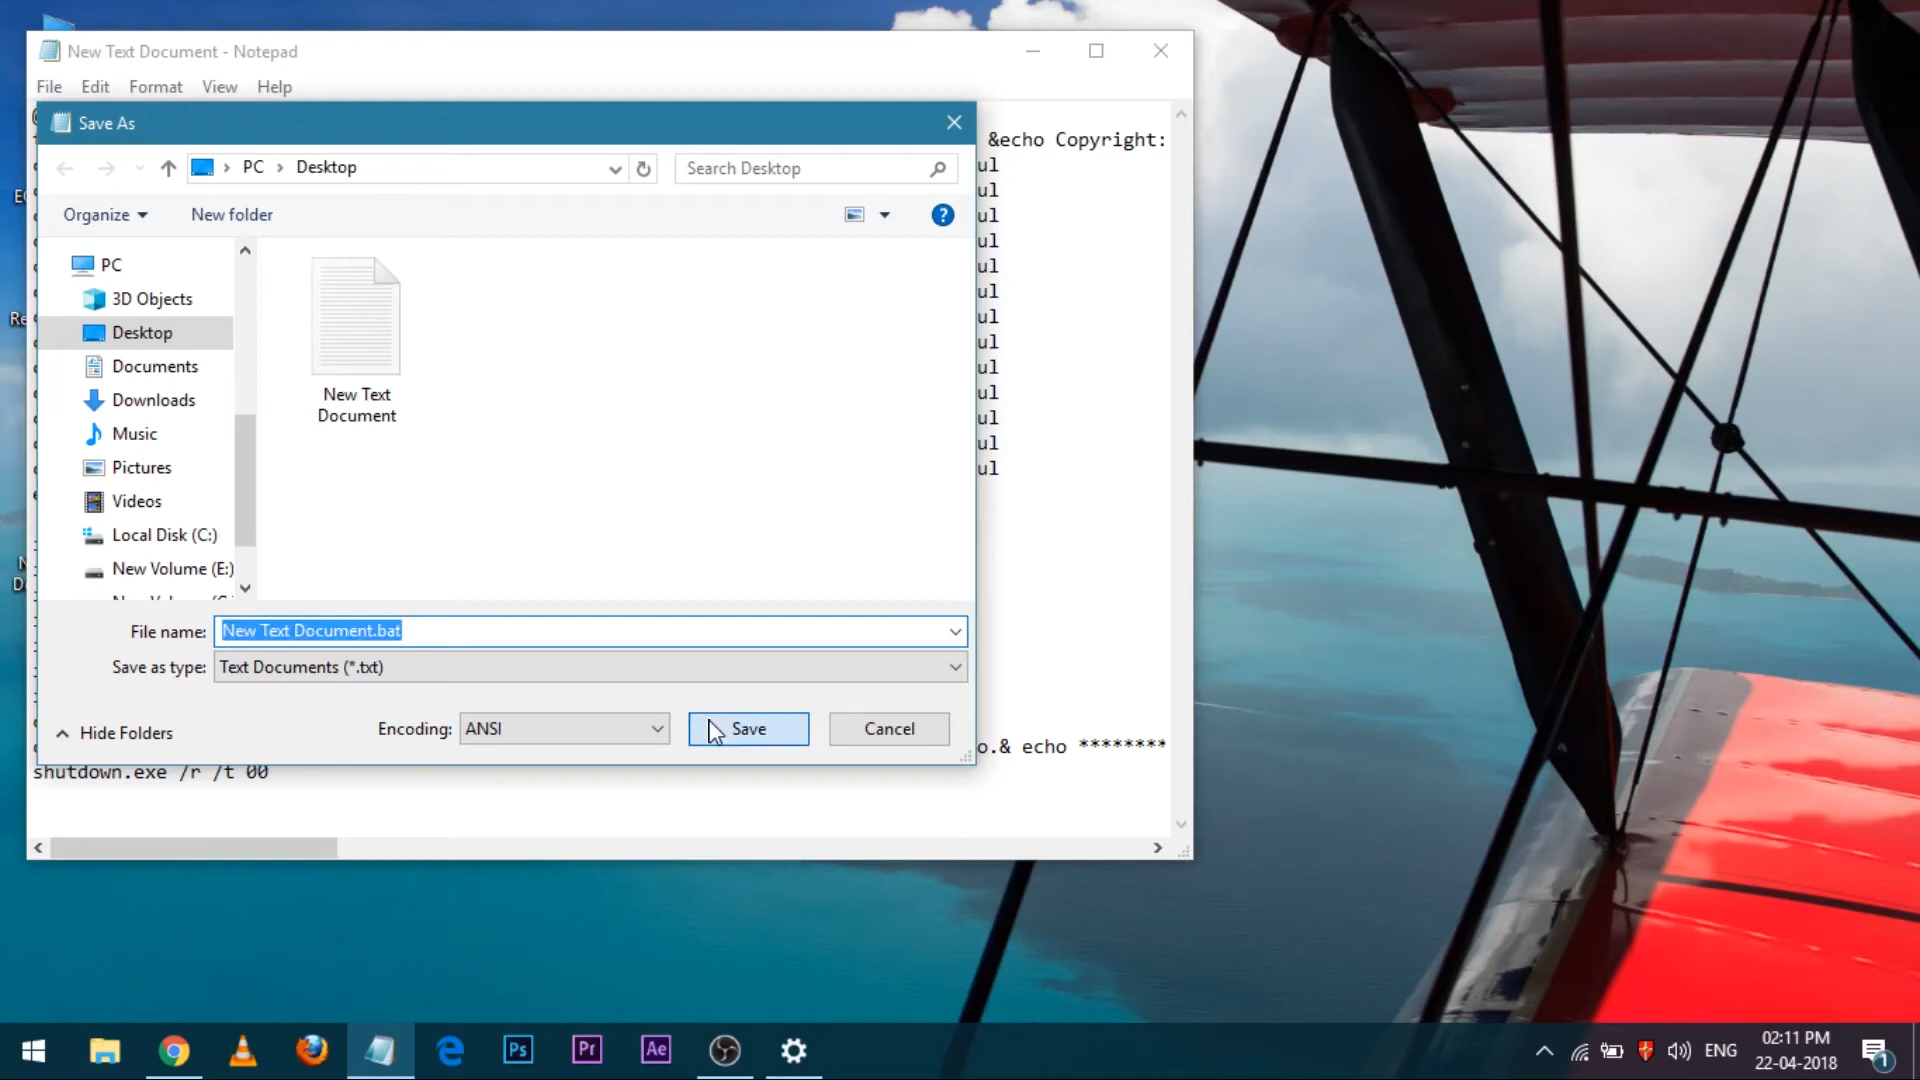 New Text Document - Notepad
File Edit Format View Help
Save As
&echo Copyright:
PC Desktop
Search Desktop
ul
ul
ul
ul
ul
ul
ul
ul
ul
ul
ul
ul
ul
Organize
New folder
?
PC
3D Objects
Desktop
Documents
Downloads
Music
Pictures
Videos
Local Disk (C:)
New Volume (E:)
New Text
Document
File name: New Text Document.bat
Save as type: Text Documents (*.txt)
Hide Folders
Encoding: ANSI
Save
Cancel
o.& echo ********
shutdown.exe /r /t 00
Ps
Pr
Ae
ENG
02:11 PM
22-04-2018
1